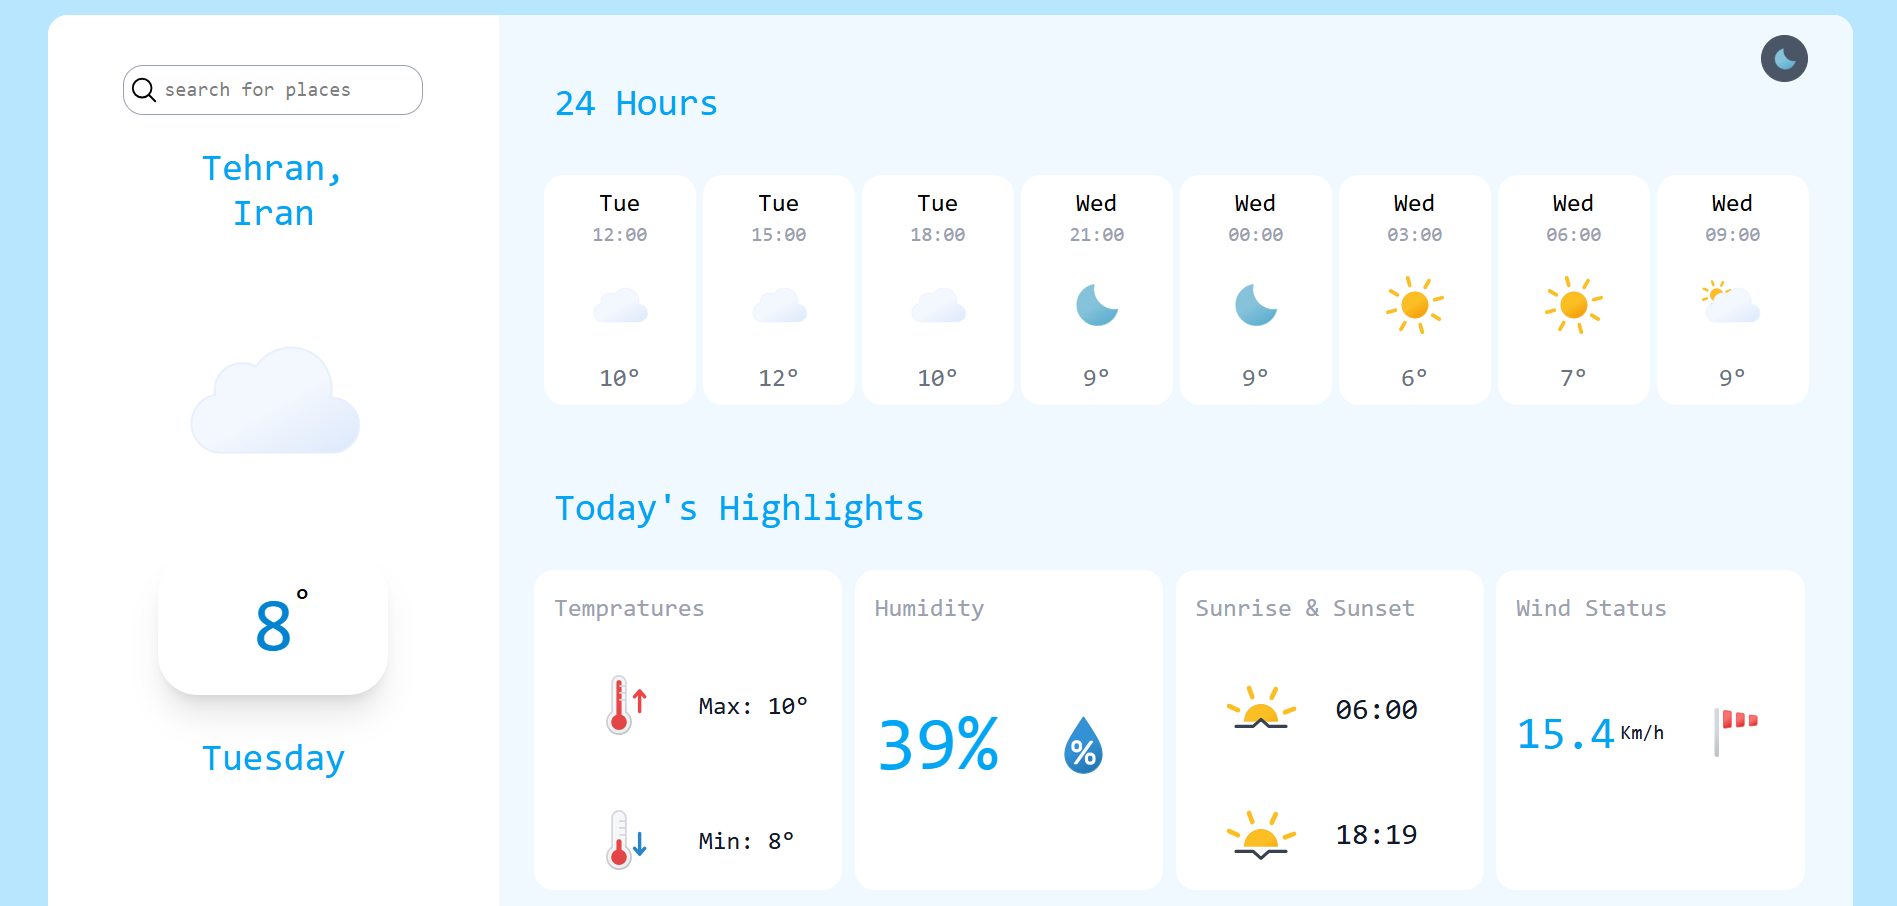 search for places
Tehran,
Iran
8°
Tuesday
24 Hours
Tue
12:00
10°
Tue
15:00
12°
Tue
18:00
10°
Wed
21:00
9°
Wed
00:00
9°
Wed
03:00
6°
Wed
06:00
7°
Wed
09:00
9°
Today's Highlights
Tempratures
Max: 10°
Min: 8°
Humidity
39%
%
Sunrise & Sunset
06:00
18:19
Wind Status
15.4 Km/h